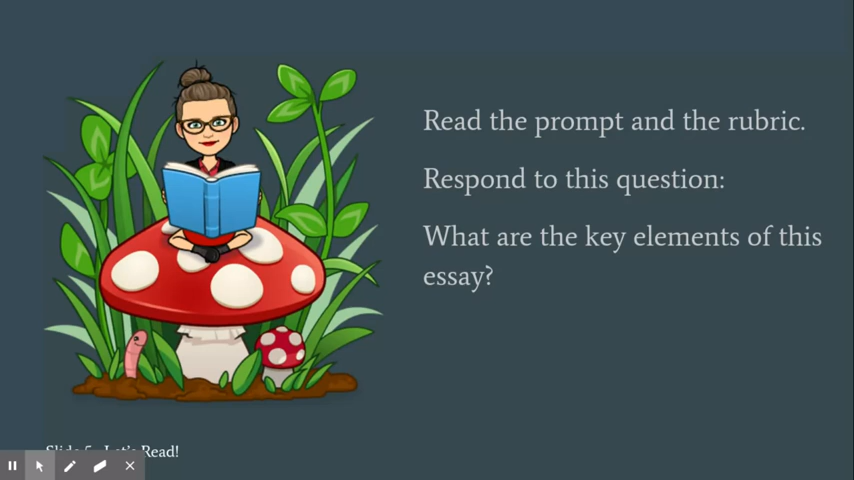 Read the prompt and the rubric.
Respond to this question:
What are the key elements of this
essay?
Let's Read!